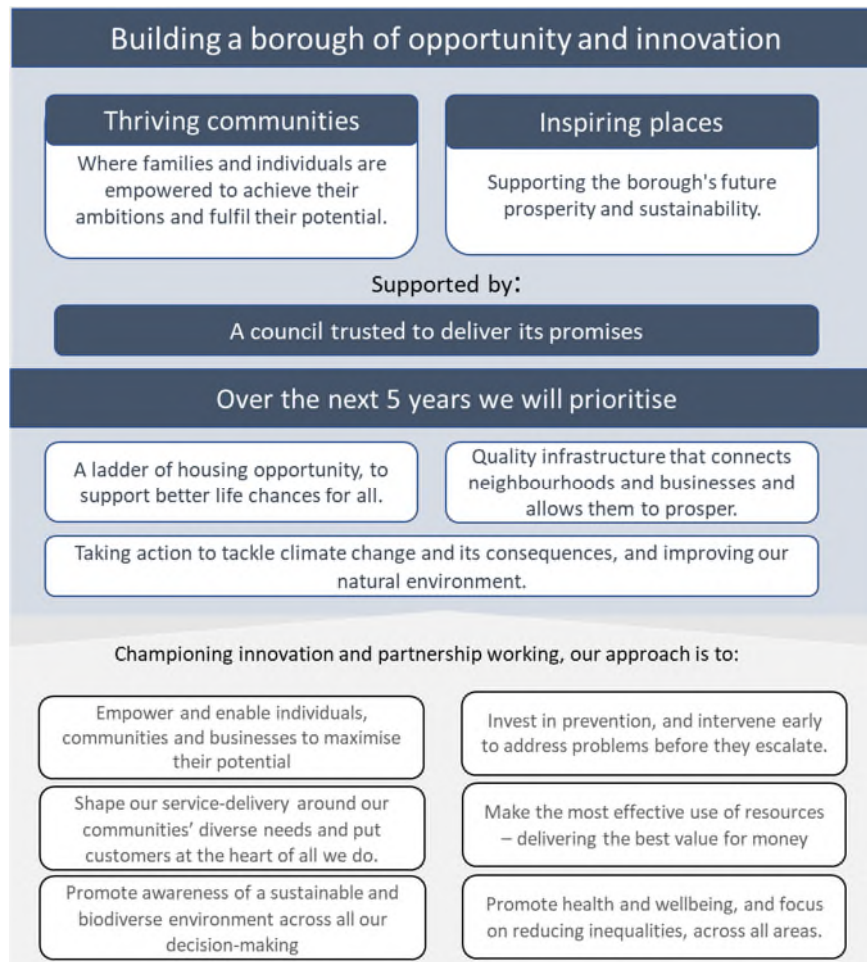 Building a borough of opportunity and innovation
Thriving communities
Where families and individuals are
empowered to achieve their
ambitions and fulfil their potential.
Inspiring places
Supporting the borough's future
prosperity and sustainability.
Supported by:
A council trusted to deliver its promises
Over the next 5 years we will prioritise
A ladder of housing opportunity, to
support better life chances for all.
Quality infrastructure that connects
neighbourhoods and businesses and
allows them to prosper.
Taking action to tackle climate change and its consequences, and improving our
natural environment.
Championing innovation and partnership working, our approach is to:
Empower and enable individuals,
communities and businesses to maximise
their potential
Invest in prevention, and intervene early
to address problems before they escalate.
Shape our service-delivery around our
communities’ diverse needs and put
customers at the heart of all we do.
Make the most effective use of resources
– delivering the best value for money
Promote awareness of a sustainable and
biodiverse environment across all our
decision-making
Promote health and wellbeing, and focus
on reducing inequalities, across all areas.